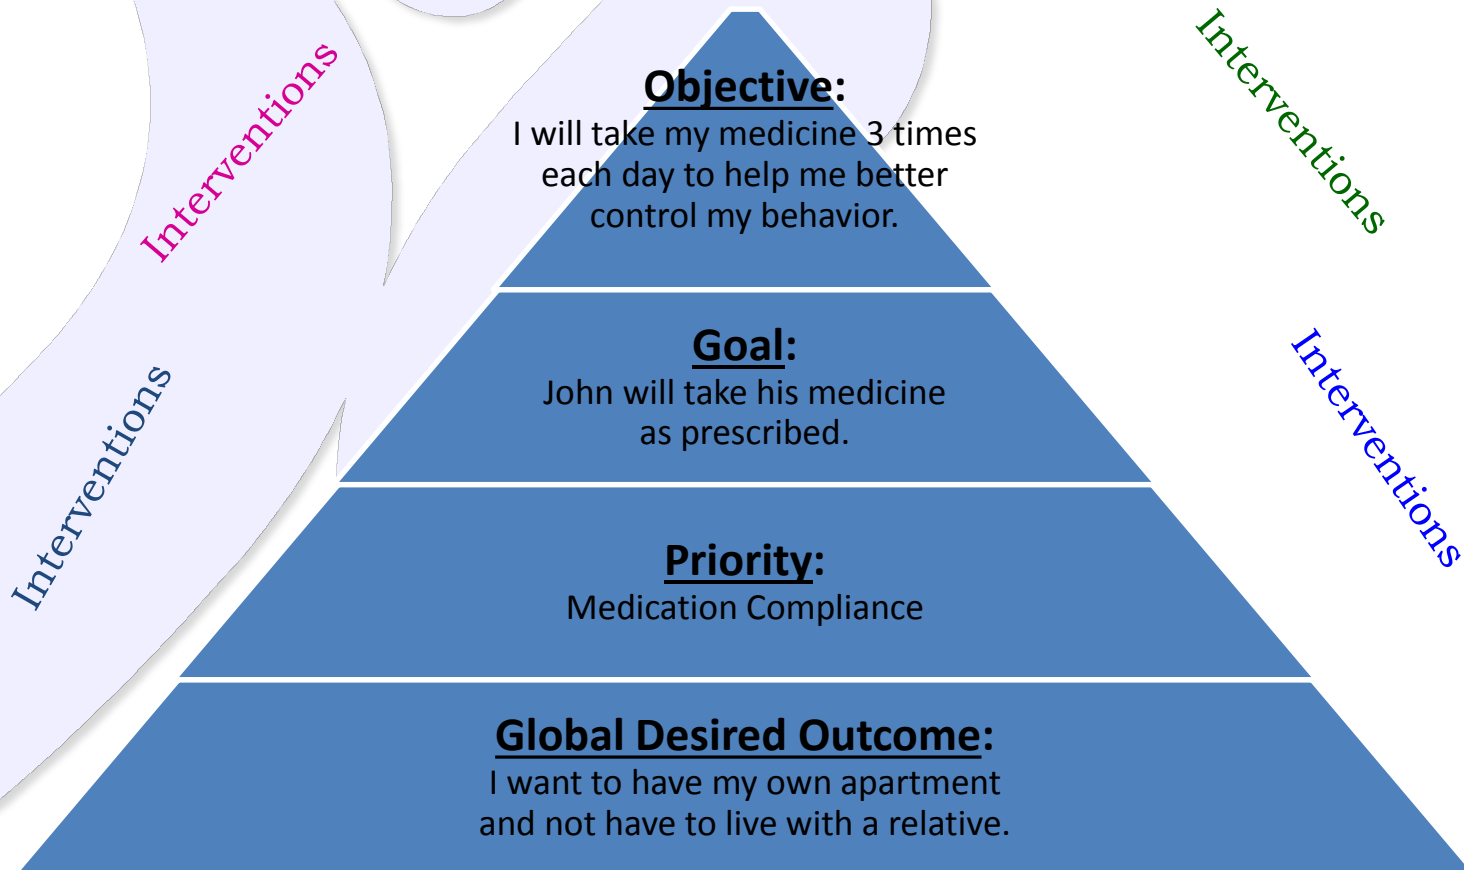 Interventions
Interventions
Objective:
I will take my medicine 3 times
each day to help me better
control my behavior.
Goal:
John will take his medicine
as prescribed.
Priority:
Medication Compliance
Global Desired Outcome:
I want to have my own apartment
and not have to live with a relative.
Interventions
Interventions